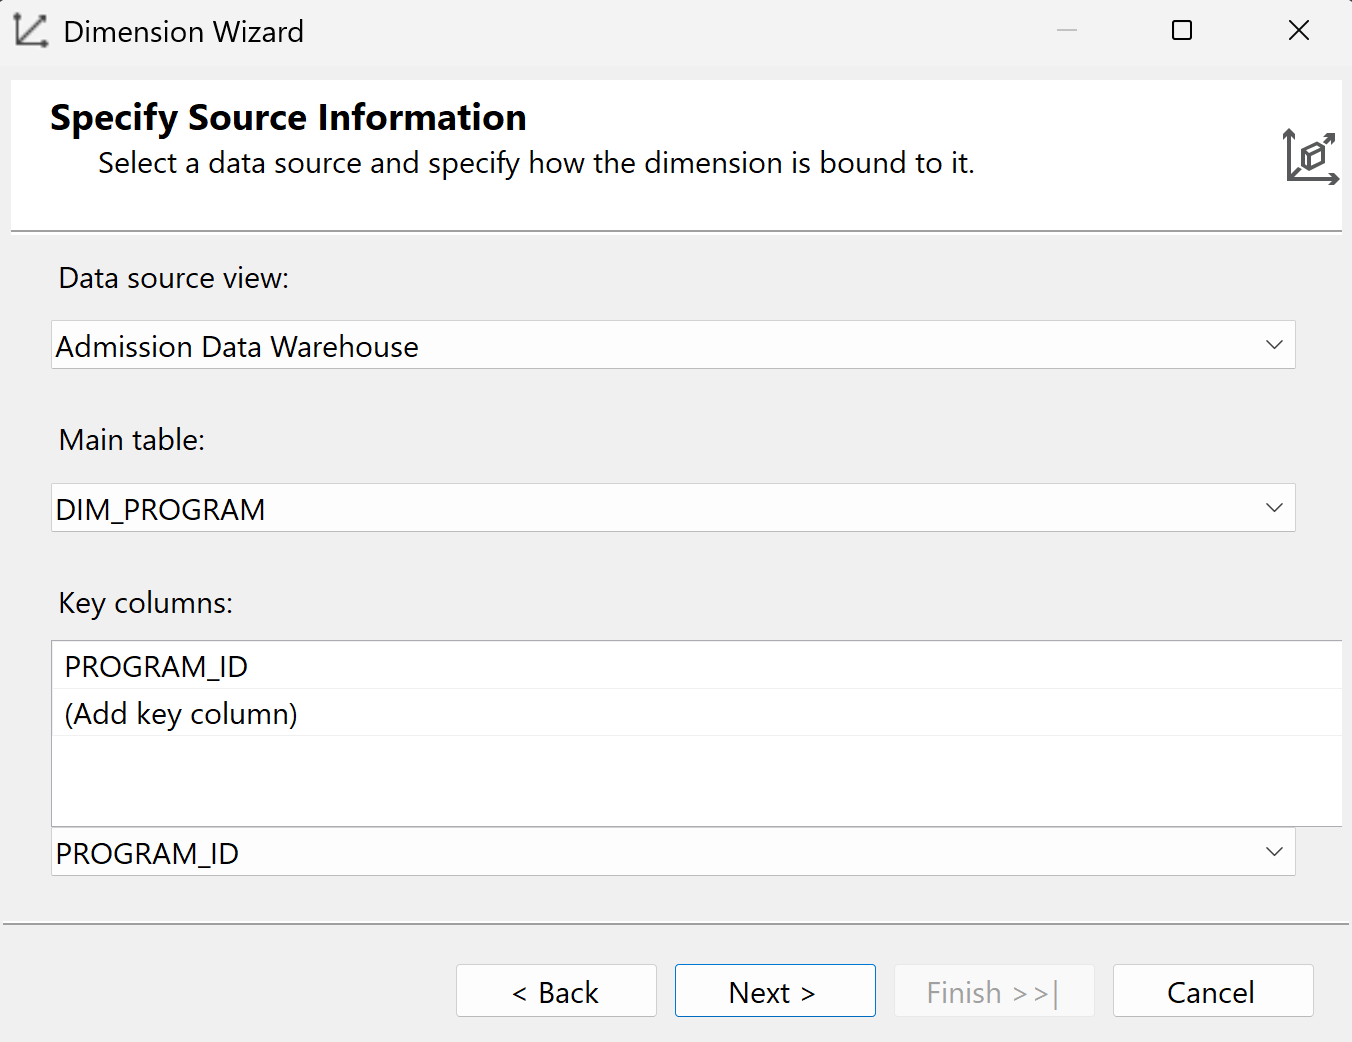 Dimension Wizard
Specify Source Information
Select a data source and specify how the dimension is bound to it.
Data source view:
Admission Data Warehouse
Main table:
DIM_PROGRAM
Key columns:
PROGRAM_ID
(Add key column)
PROGRAM_ID
< Back
Next >
Finish >>|
Cancel